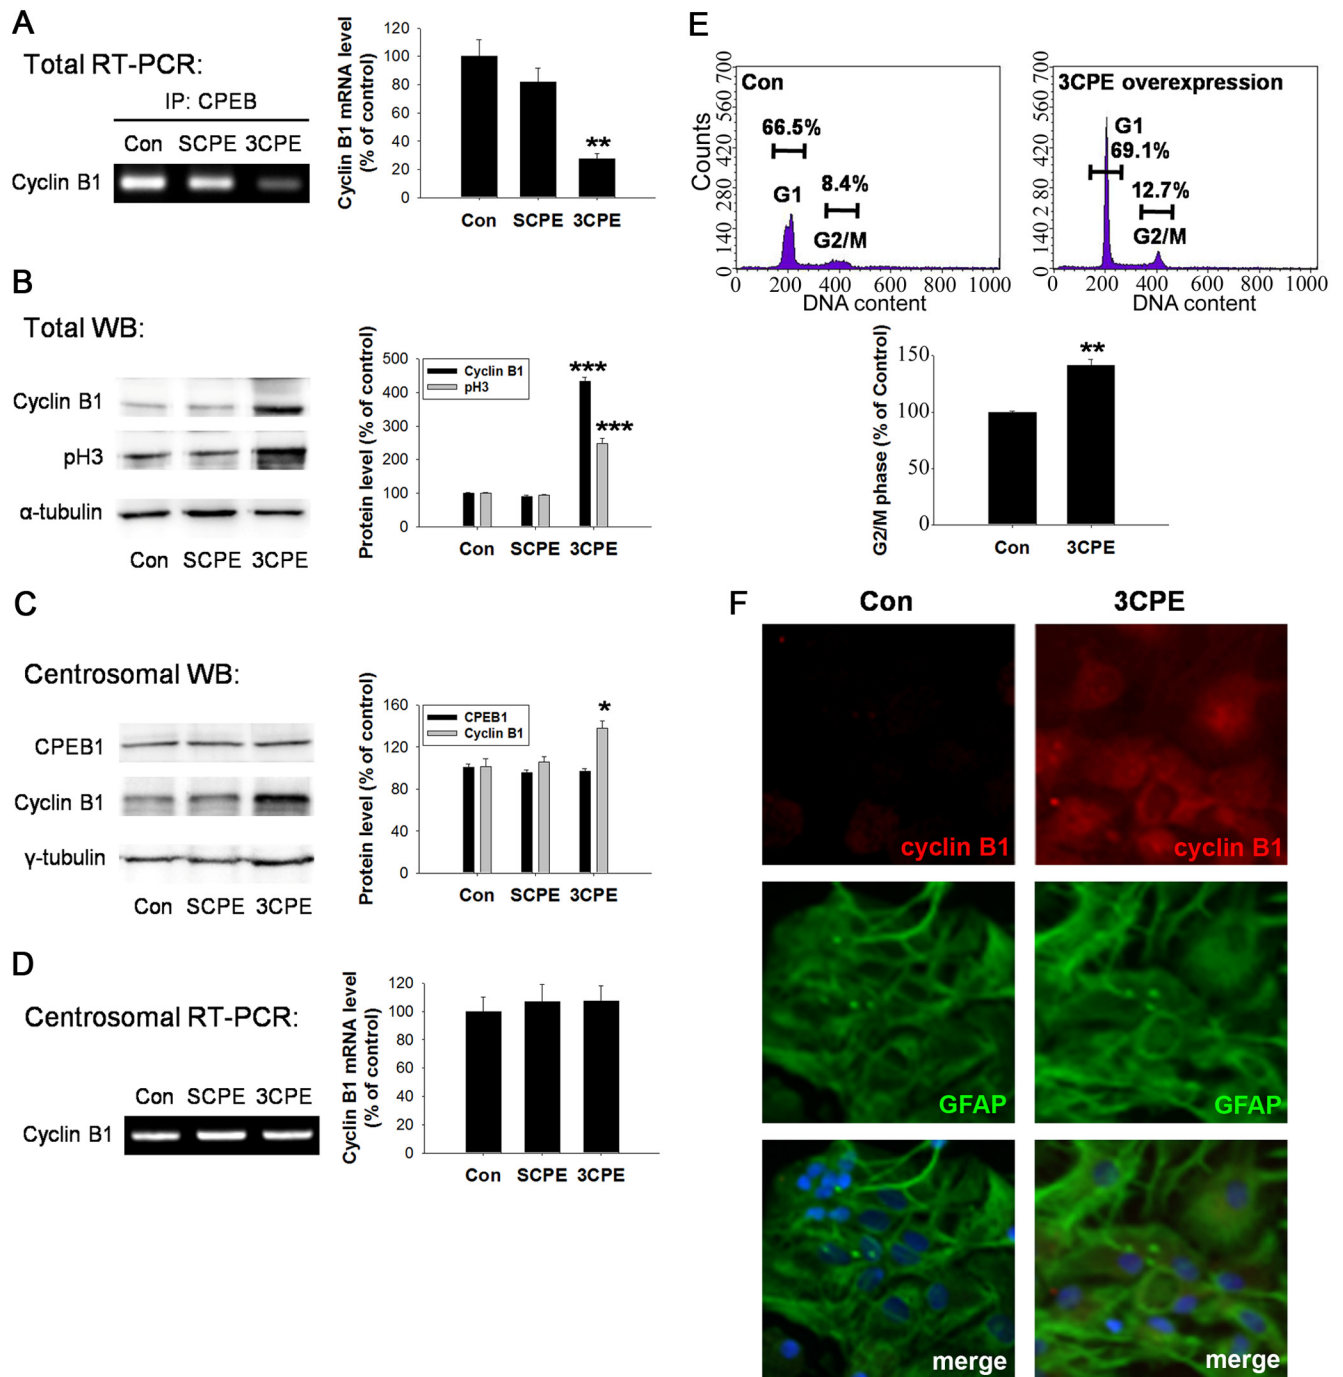 A
Total RT-PCR:
IP: CPEB
Con SCPE 3CPE
Cyclin B1
Cyclin B1 mRNA level
(% of control)
120
100
80
60
40
20
0
**
Con SCPE 3CPE
B
Total WB:
Cyclin B1
pH3
α-tubulin
Con SCPE 3CPE
Protein level (% of control)
500
400
300
200
100
0
Cyclin B1
pH3
***
***
Con SCPE 3CPE
C
Centrosomal WB:
CPEB1
Cyclin B1
γ-tubulin
Con SCPE 3CPE
Protein level (% of control)
160
120
80
40
0
CPEB1
Cyclin B1
*
Con SCPE 3CPE
D
Centrosomal RT-PCR:
Con SCPE 3CPE
Cyclin B1
Cyclin B1 mRNA level
(% of control)
120
100
80
60
40
20
0
Con SCPE 3CPE
E
Counts
0 140 280 420 560 700
Con
66.5%
G1
8.4%
G2/M
0 200 400 600 800 1000
DNA content
0 140 2 80 420 560 700
3CPE overexpression
G1
69.1%
12.7%
G2/M
0 200 400 600 800 1000
DNA content
G2/M phase (% of Control)
150
100
50
0
**
Con 3CPE
F
Con 3CPE
cyclin B1 cyclin B1
GFAP GFAP
merge merge